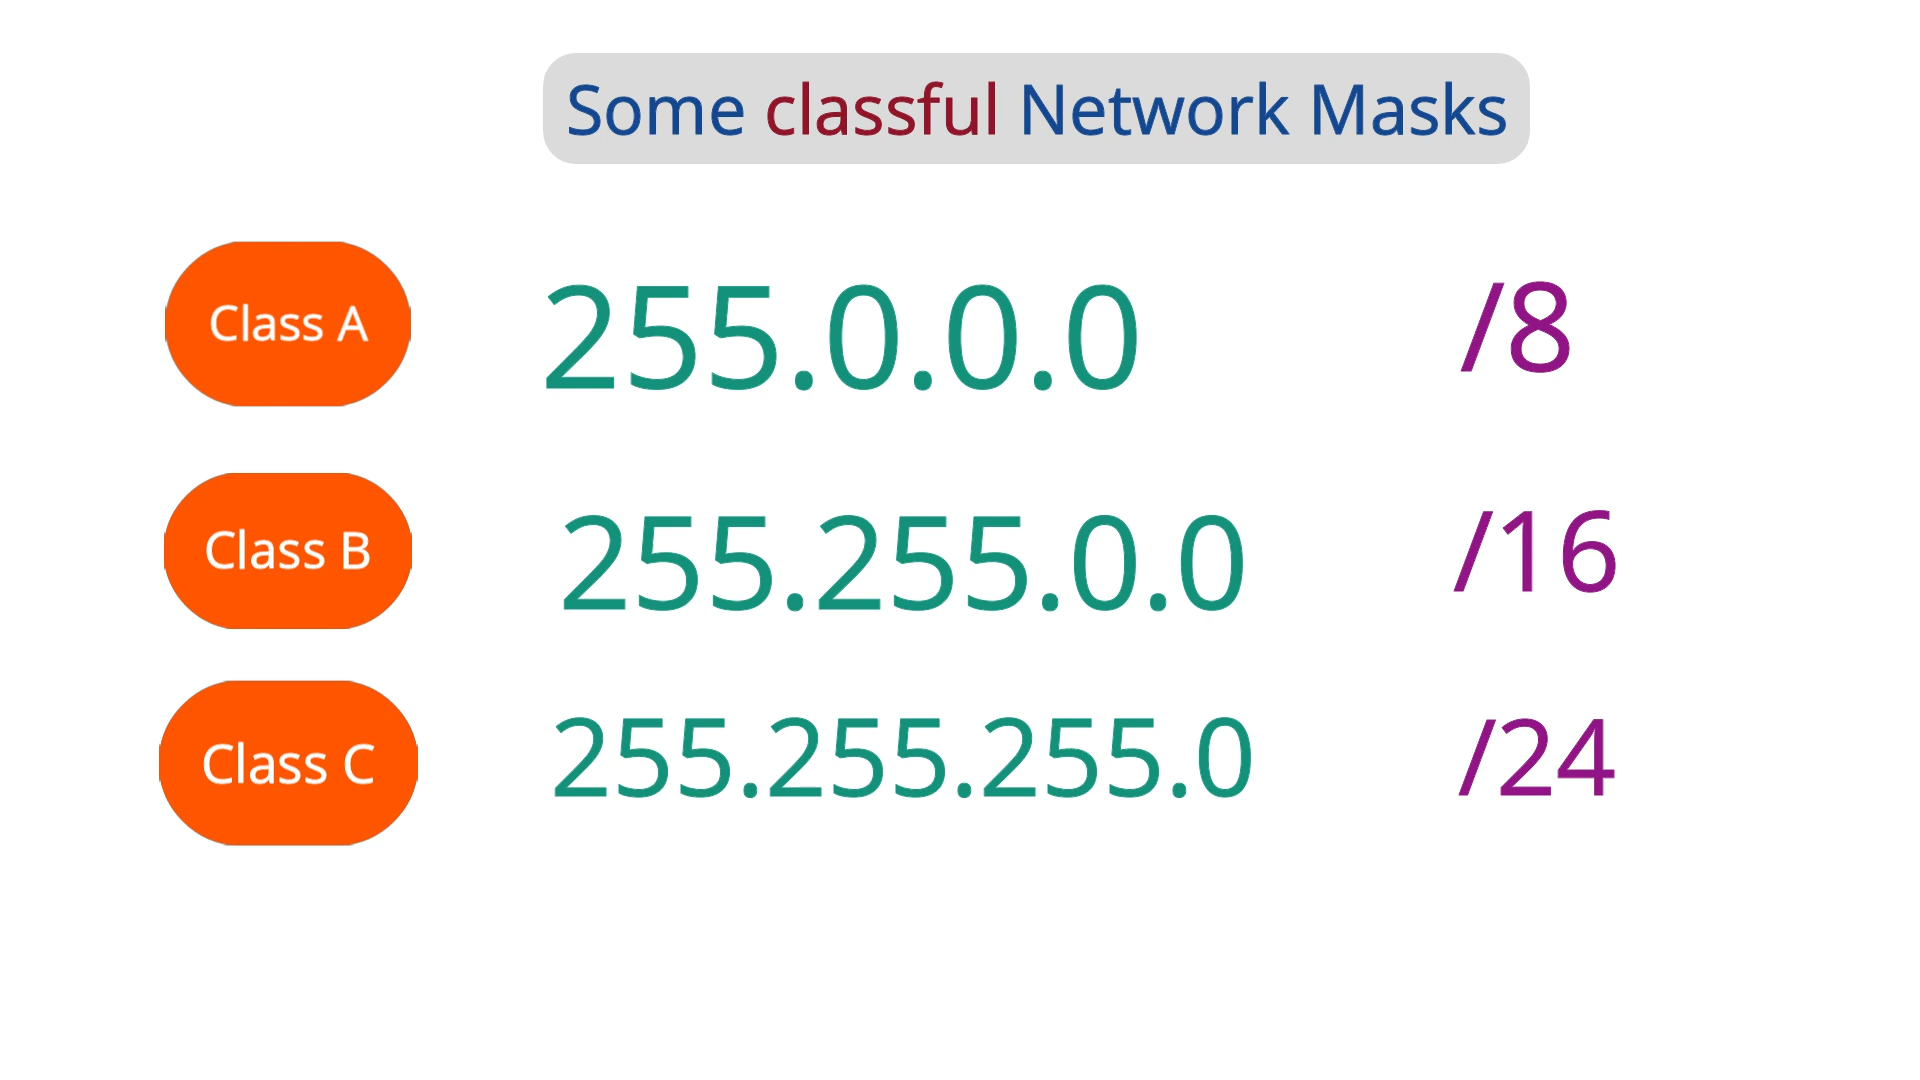 Some classful Network Masks
Class A 255.0.0.0 /8
Class B 255.255.0.0 /16
Class C 255.255.255.0 /24